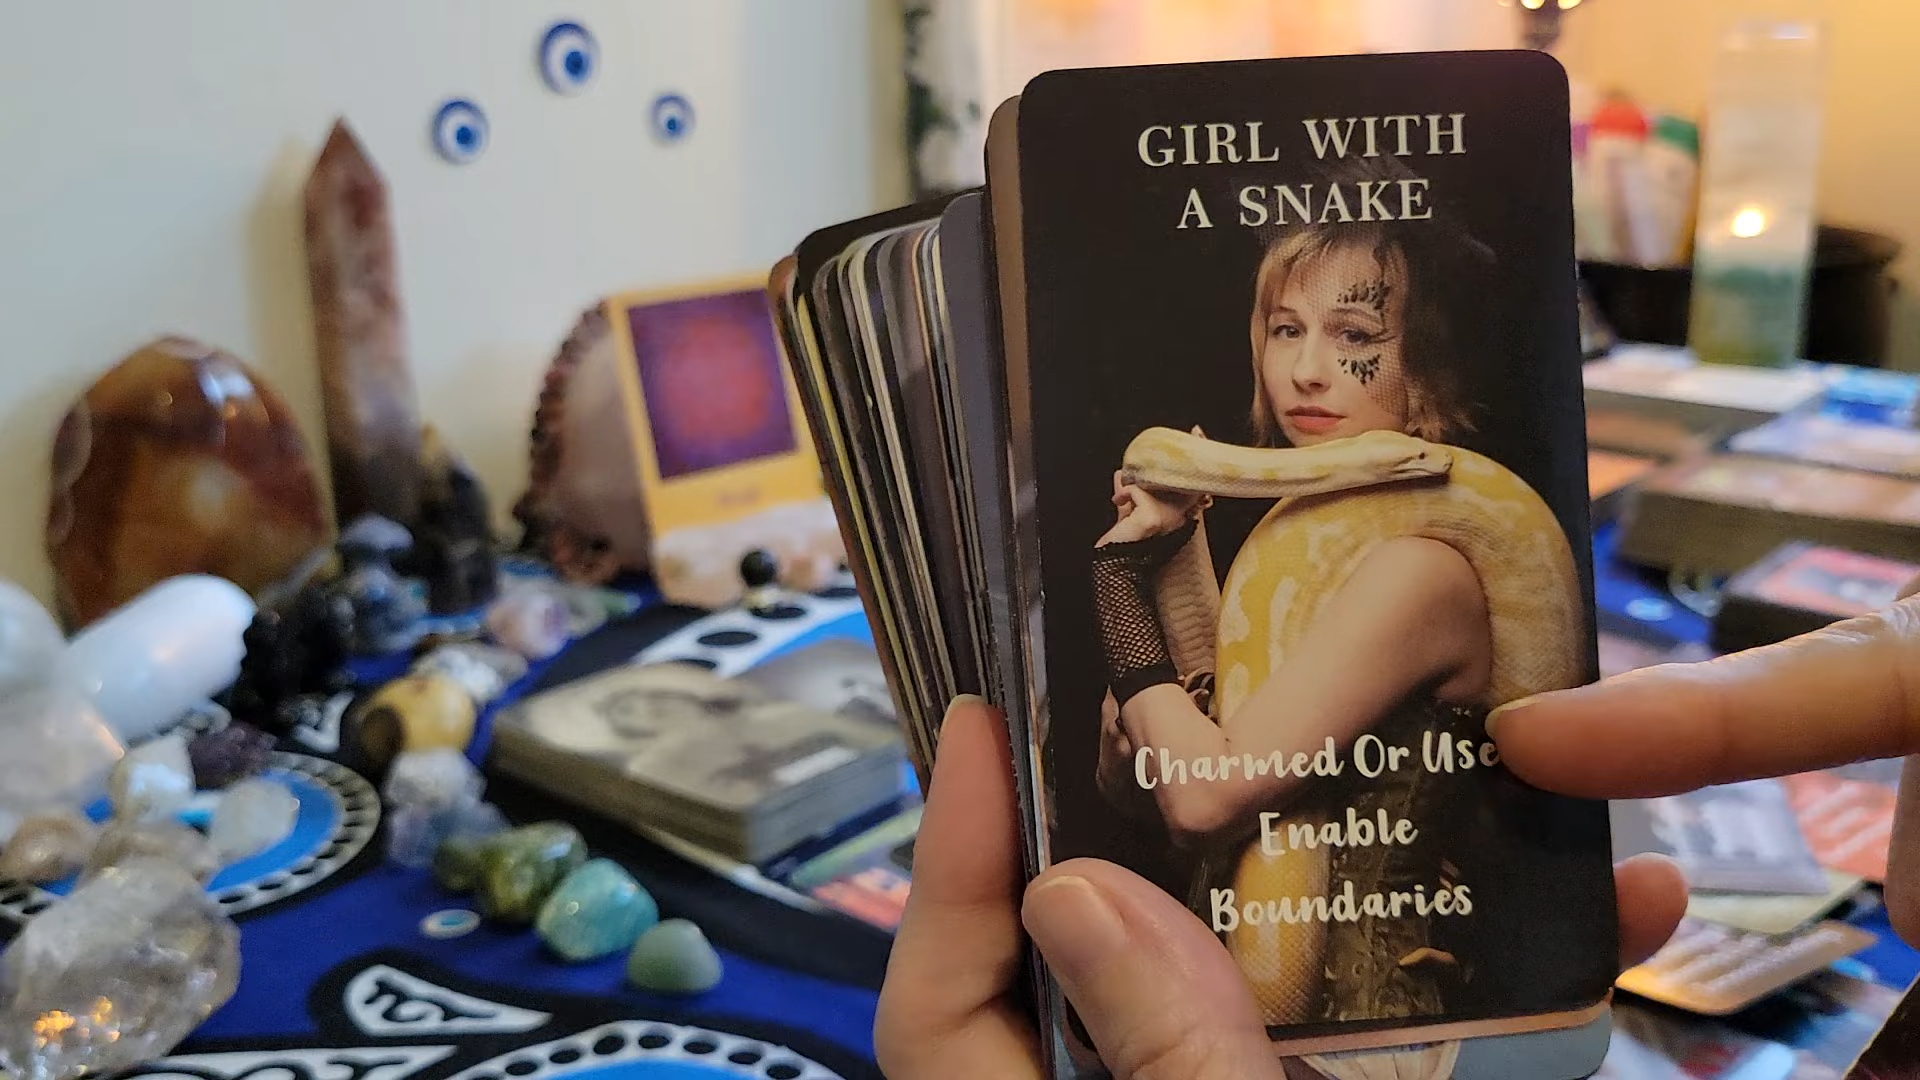 GIRL WITH
A SNAKE
Charmed Or Use
Enable
Boundaries